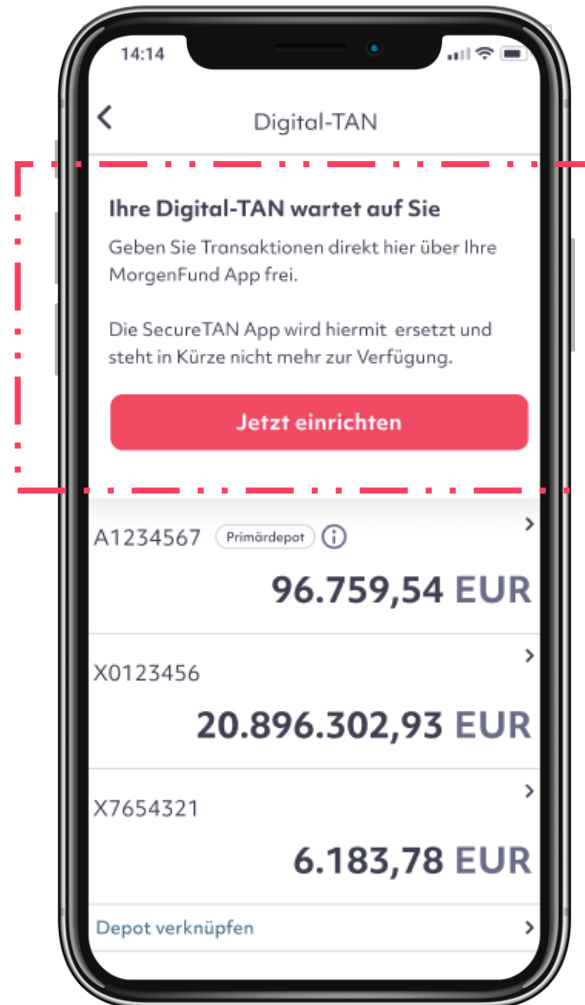 14:14
Digital-TAN
Ihre Digital-TAN wartet auf Sie
Geben Sie Transaktionen direkt hier über Ihre
MorgenFund App frei.
Die SecureTAN App wird hiermit ersetzt und
steht in Kürze nicht mehr zur Verfügung.
Jetzt einrichten
A1234567 Primärdepot i
96.759,54 EUR
X0123456
20.896.302,93 EUR
X7654321
6.183,78 EUR
Depot verknüpfen